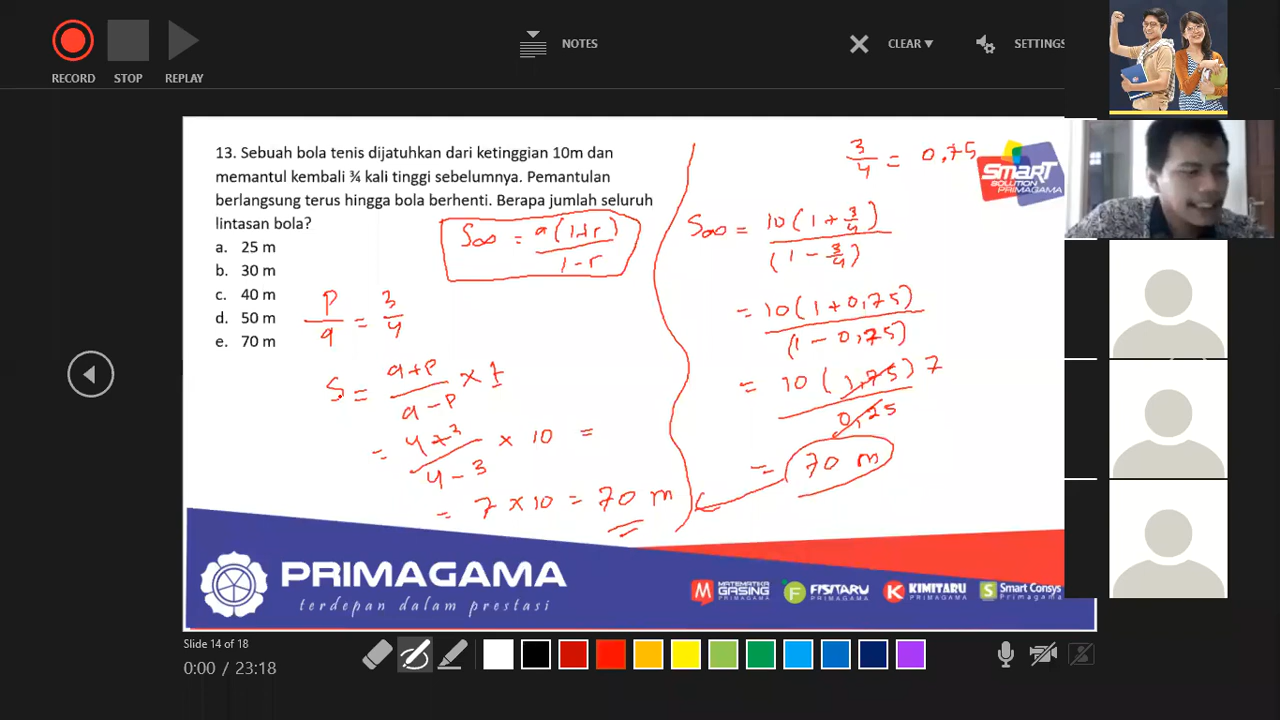 RECORD
STOP
REPLAY
NOTES
CLEAR
SETTINGS
13. Sebuah bola tenis dijatuhkan dari ketinggian 10m dan
memantul kembali ¾ kali tinggi sebelumnya. Pemantulan
berlangsung terus hingga bola berhenti. Berapa jumlah seluruh
lintasan bola?
a. 25 m
b. 30 m
c. 40 m
d. 50 m
e. 70 m
S∞ = a(1+r)
1-r
p/q = 3/4
S = q+p / q-p × t
= 4+3 / 4-3 × 10 =
= 7 × 10 = 70 m
3/4 = 0,75
S∞ = 10(1+3/4) / (1-3/4)
= 10(1+0,75) / (1-0,75)
= 10(1,75) 7 / 0,25
= 70 m
SMART
SOLUTION
PRIMAGAMA
PRIMAGAMA
terdepan dalam prestasi
MATEMATIKA
GASING
PRIMAGAMA
FISITARU
PRIMAGAMA
KIMITARU
PRIMAGAMA
Smart Consys
Primagama
Slide 14 of 18
0:00 / 23:18